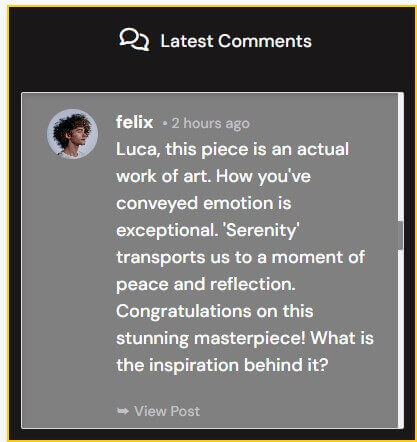 Latest Comments
felix • 2 hours ago
Luca, this piece is an actual
work of art. How you've
conveyed emotion is
exceptional. 'Serenity'
transports us to a moment of
peace and reflection.
Congratulations on this
stunning masterpiece! What is
the inspiration behind it?
➥ View Post